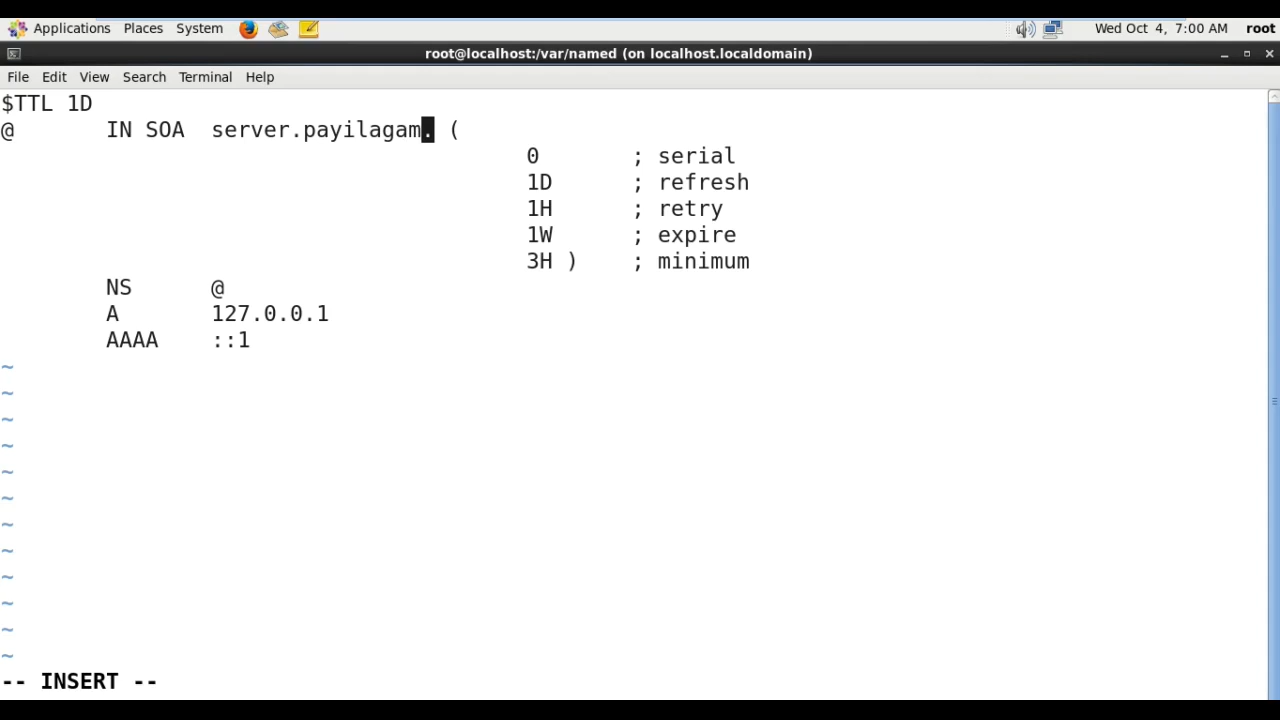 Applications Places System Wed Oct 4, 7:00 AM root
root@localhost:/var/named (on localhost.localdomain)
File Edit View Search Terminal Help
$TTL 1D
@ IN SOA server.payilagam. (
0 ; serial
1D ; refresh
1H ; retry
1W ; expire
3H ) ; minimum
NS @
A 127.0.0.1
AAAA ::1
~
~
~
~
~
~
~
~
~
~
~
~
-- INSERT --